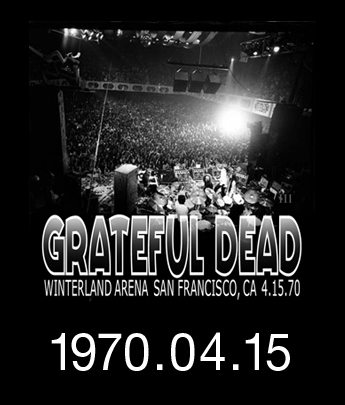 GRATEFUL DEAD
WINTERLAND ARENA SAN FRANCISCO, CA 4.15.70
1970.04.15